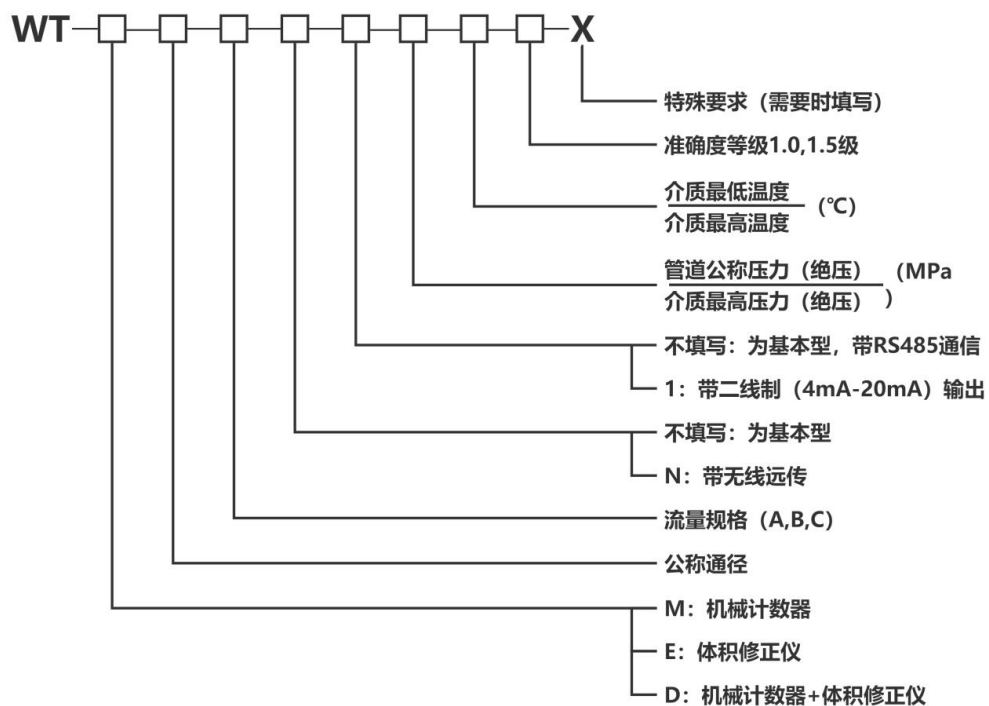 WT-□-□-□-□-□-□-□-□-X
特殊要求（需要时填写）
准确度等级1.0,1.5级
介质最低温度
（℃）
介质最高温度
管道公称压力（绝压）
（MPa
介质最高压力（绝压）
）
不填写：为基本型，带RS485通信
1：带二线制（4mA-20mA）输出
不填写：为基本型
N：带无线远传
流量规格（A,B,C）
公称通径
M：机械计数器
E：体积修正仪
D：机械计数器+体积修正仪